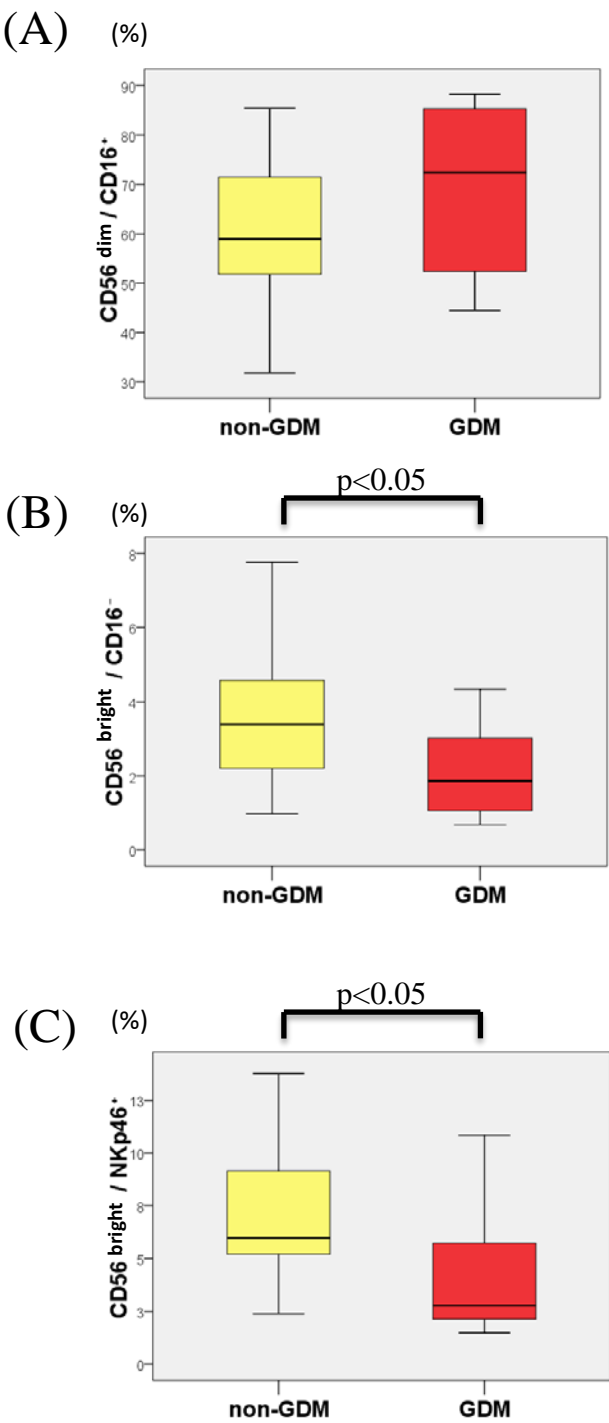 (A) (%)
CD56 dim / CD16+
90
80
70
60
50
40
30
non-GDM GDM
p<0.05
(B) (%)
CD56 bright / CD16-
8
6
4
2
0
non-GDM GDM
p<0.05
(C) (%)
CD56 bright / NKp46+
13
10
8
5
3
0
non-GDM GDM